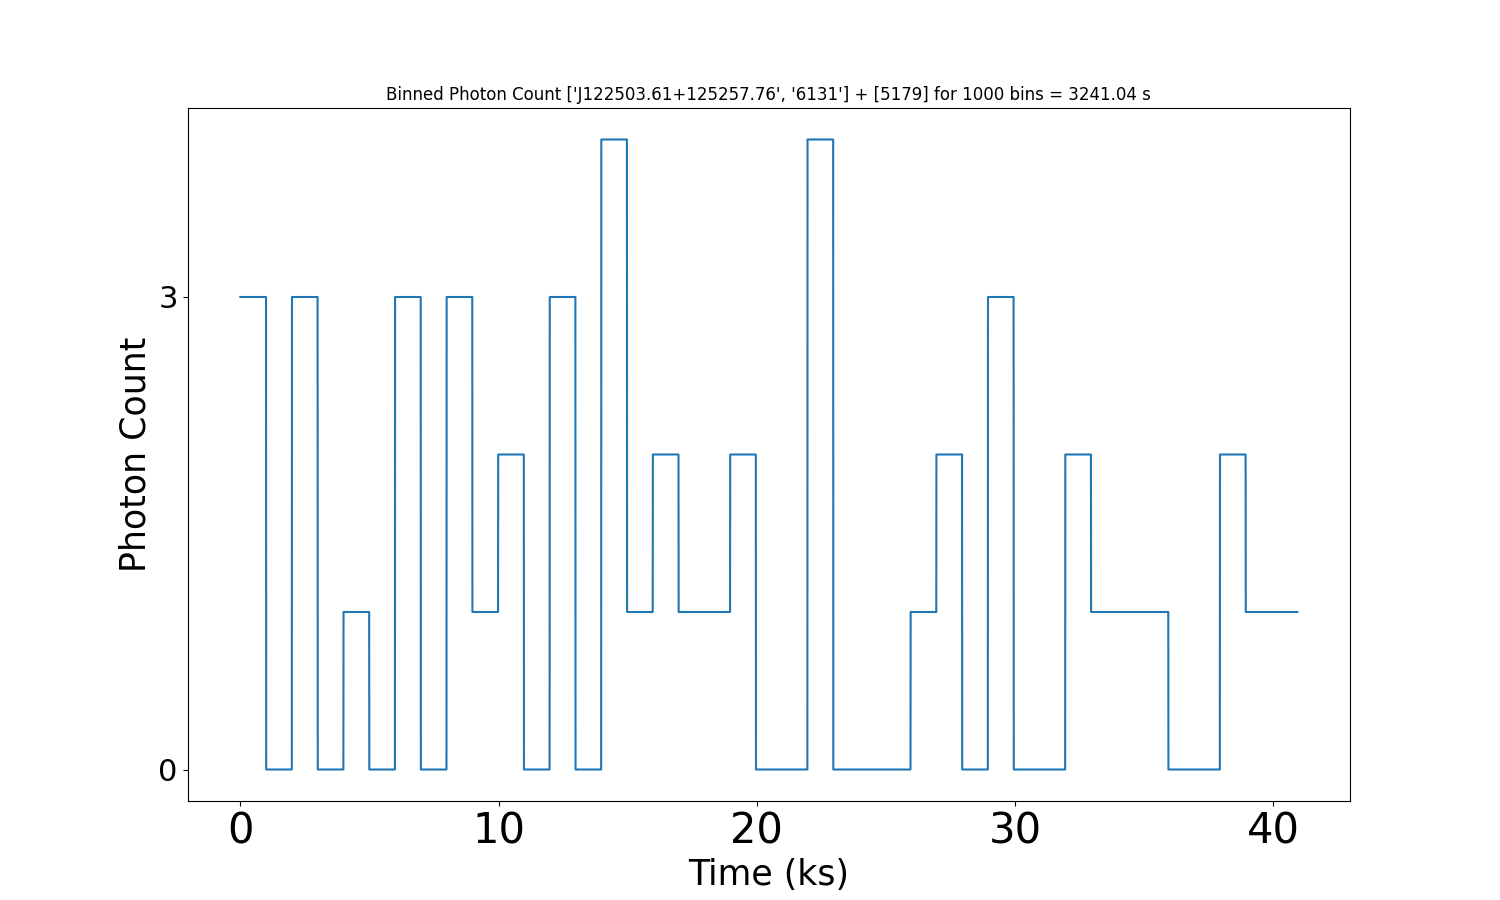 Binned Photon Count ['J122503.61+125257.76', '6131'] + [5179] for 1000 bins = 3241.04 s
3
Photon Count
0
0 10 20 30 40
Time (ks)